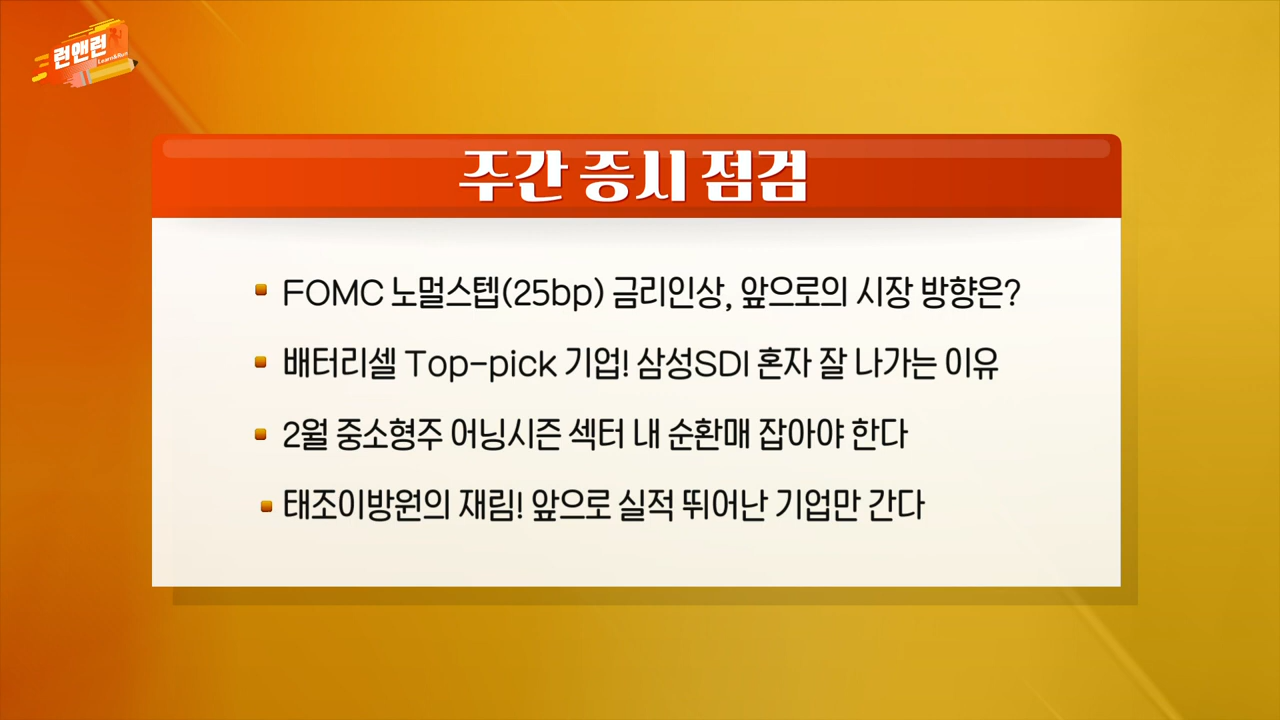 런앤런
Learn&Run
주간 증시 점검
FOMC 노멀스텝(25bp) 금리인상, 앞으로의 시장 방향은?
배터리셀 Top-pick 기업! 삼성SDI 혼자 잘 나가는 이유
2월 중소형주 어닝시즌 섹터 내 순환매 잡아야 한다
태조이방원의 재림! 앞으로 실적 뛰어난 기업만 간다